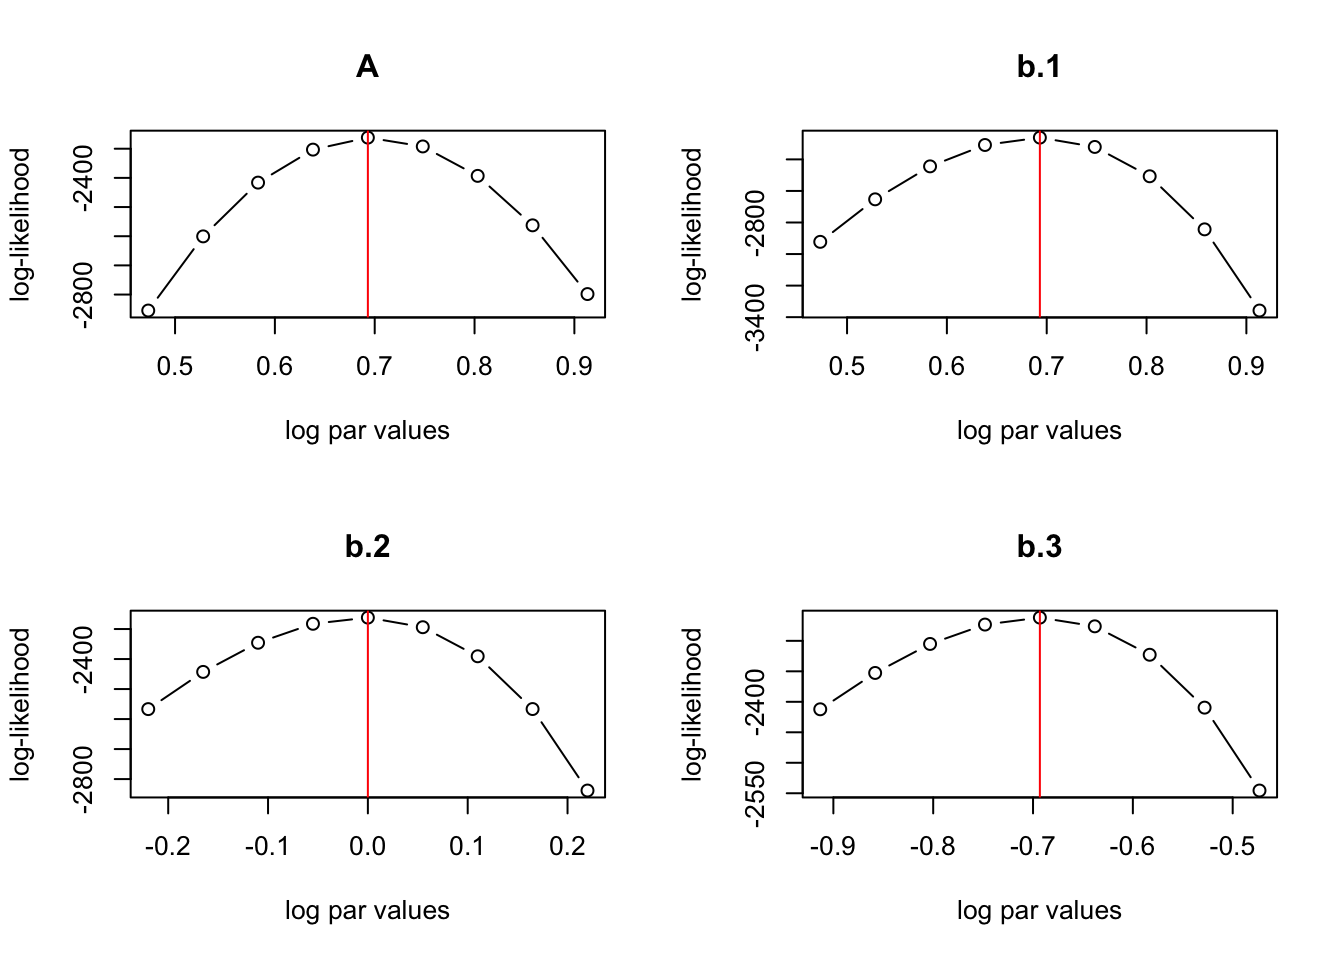 A
log-likelihood
-2400
-2800
0.5 0.6 0.7 0.8 0.9
log par values
b.1
log-likelihood
-2800
-3400
0.5 0.6 0.7 0.8 0.9
log par values
b.2
log-likelihood
-2400
-2800
-0.2 -0.1 0.0 0.1 0.2
log par values
b.3
log-likelihood
-2400
-2550
-0.9 -0.8 -0.7 -0.6 -0.5
log par values